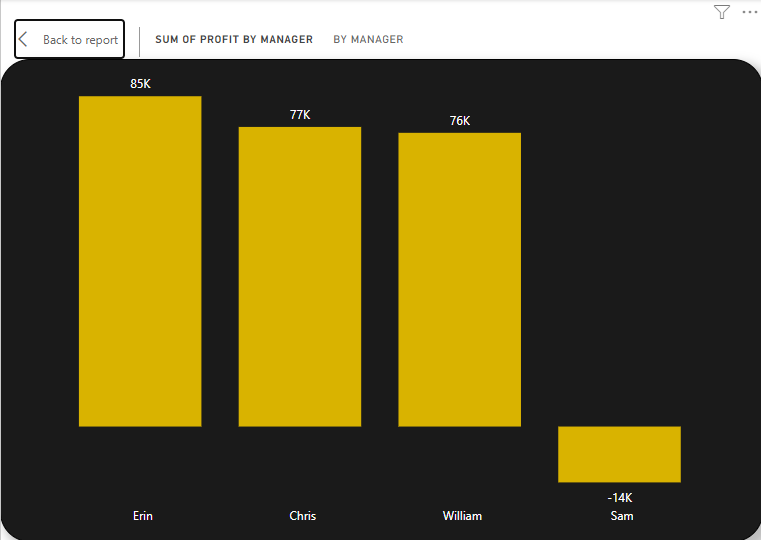 Back to report
SUM OF PROFIT BY MANAGER
BY MANAGER
85K
77K
76K
-14K
Erin
Chris
William
Sam